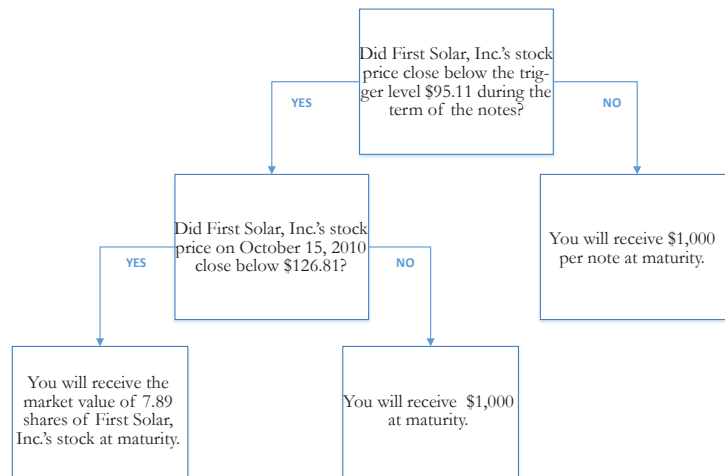 Did First Solar, Inc.'s stock
price close below the trig-
ger level $95.11 during the
term of the notes?
YES
NO
Did First Solar, Inc.'s stock
price on October 15, 2010
close below $126.81?
You will receive $1,000
per note at maturity.
YES
NO
You will receive the
market value of 7.89
shares of First Solar,
Inc.'s stock at maturity.
You will receive $1,000
at maturity.